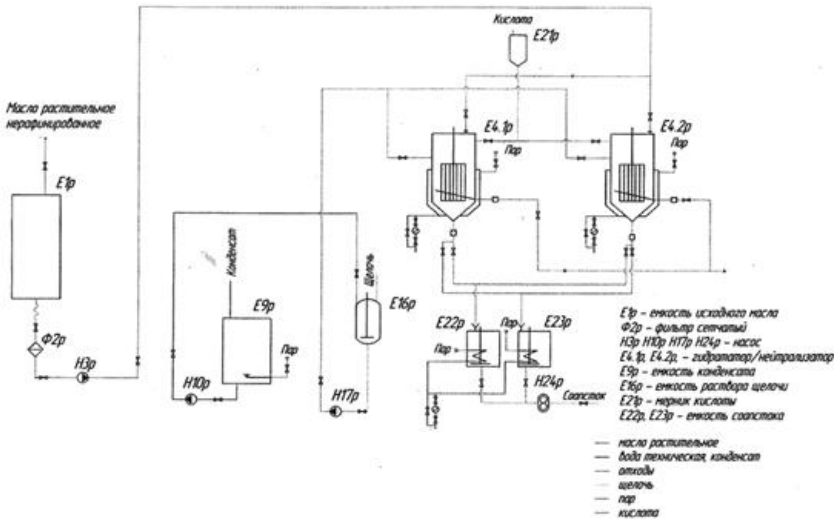 Кислота
Е21р
Масло растительное
нерафинированное
Е4.1р
Е4.2р
Пар
Пар
Е1р
Конденсат
Щелочь
Е9р
Е16р
Пар
Ф2р
Н3р
Н10р
Н17р
Е22р
Пар
Е23р
Пар
Н24р
Соапсток
Е1р – емкость исходного масла
Ф2р – фильтр сетчатый
Н3р Н10р Н17р Н24р – насос
Е4.1р, Е4.2р, – гидрататор/нейтрализатор
Е9р – емкость конденсата
Е16р – емкость раствора щелочи
Е21р – мерник кислоты
Е22р, Е23р – емкость соапстока
масло растительное
вода техническая, конденсат
отходы
щелочь
пар
кислота